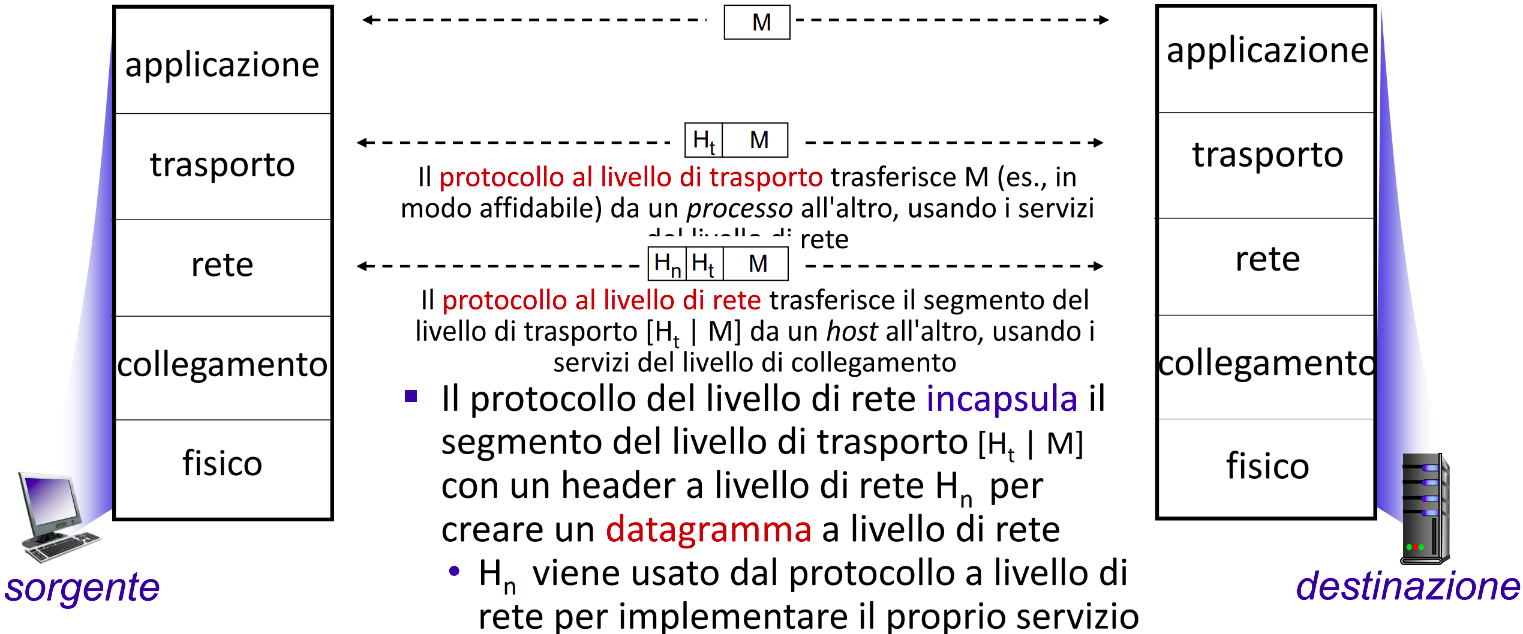 M
applicazione
applicazione
H_t M
trasporto
trasporto
Il protocollo al livello di trasporto trasferisce M (es., in
modo affidabile) da un processo all'altro, usando i servizi
del livello di rete
H_n H_t M
rete
rete
Il protocollo al livello di rete trasferisce il segmento del
livello di trasporto [H_t | M] da un host all'altro, usando i
servizi del livello di collegamento
collegamento
collegamento
▪ Il protocollo del livello di rete incapsula il
segmento del livello di trasporto [H_t | M]
con un header a livello di rete H_n per
creare un datagramma a livello di rete
fisico
fisico
• H_n viene usato dal protocollo a livello di
rete per implementare il proprio servizio
sorgente
destinazione